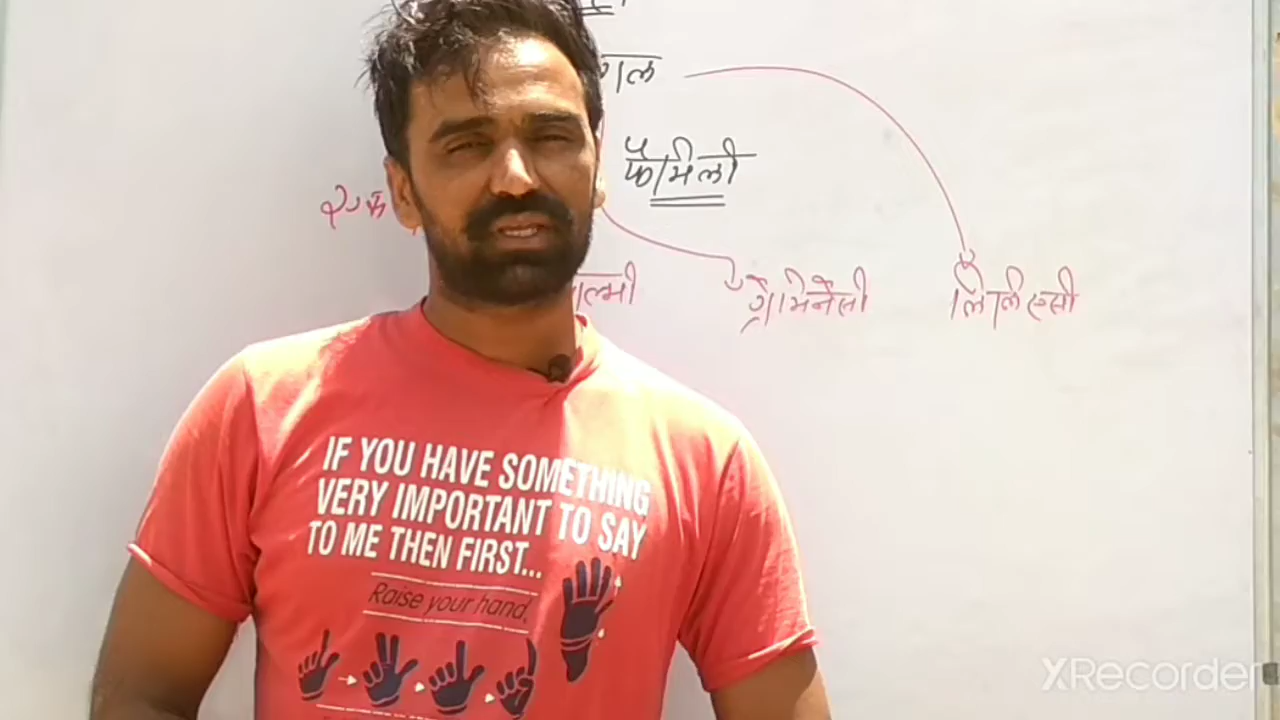 फैमिली
ग्रेमिनेसी
लिलिएसी
IF YOU HAVE SOMETHING
VERY IMPORTANT TO SAY
TO ME THEN FIRST...
Raise your hand.
XRecorder